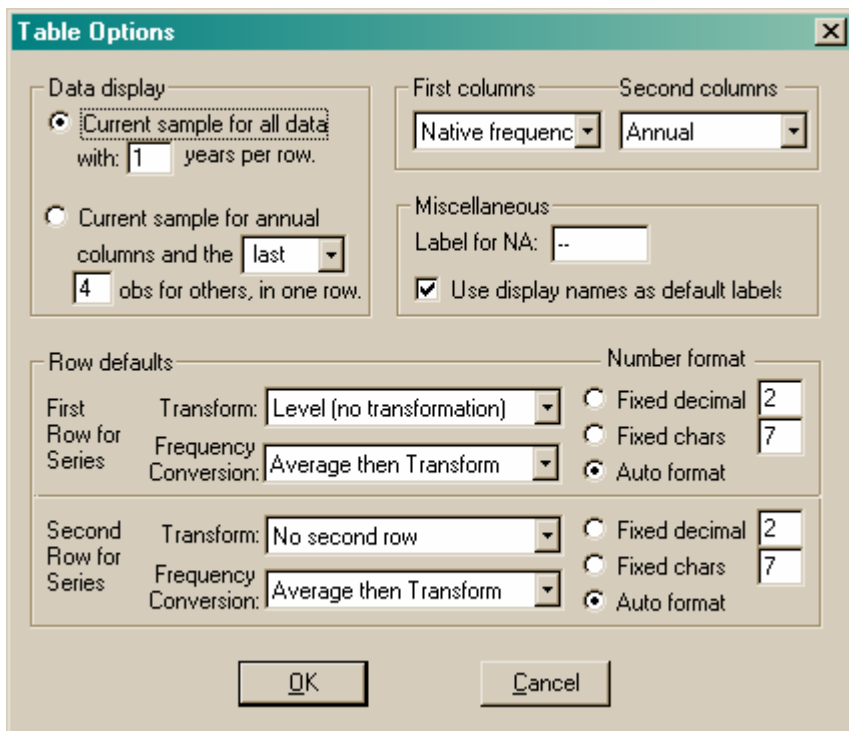 Table Options
Data display
Current sample for all data
with: 1 years per row.
Current sample for annual
columns and the last
4 obs for others, in one row.
First columns Second columns
Native frequenc Annual
Miscellaneous
Label for NA: --
Use display names as default labels
Row defaults Number format
First
Row for
Series
Transform: Level (no transformation)
Frequency
Conversion: Average then Transform
Fixed decimal 2
Fixed chars 7
Auto format
Second
Row for
Series
Transform: No second row
Frequency
Conversion: Average then Transform
Fixed decimal 2
Fixed chars 7
Auto format
OK Cancel